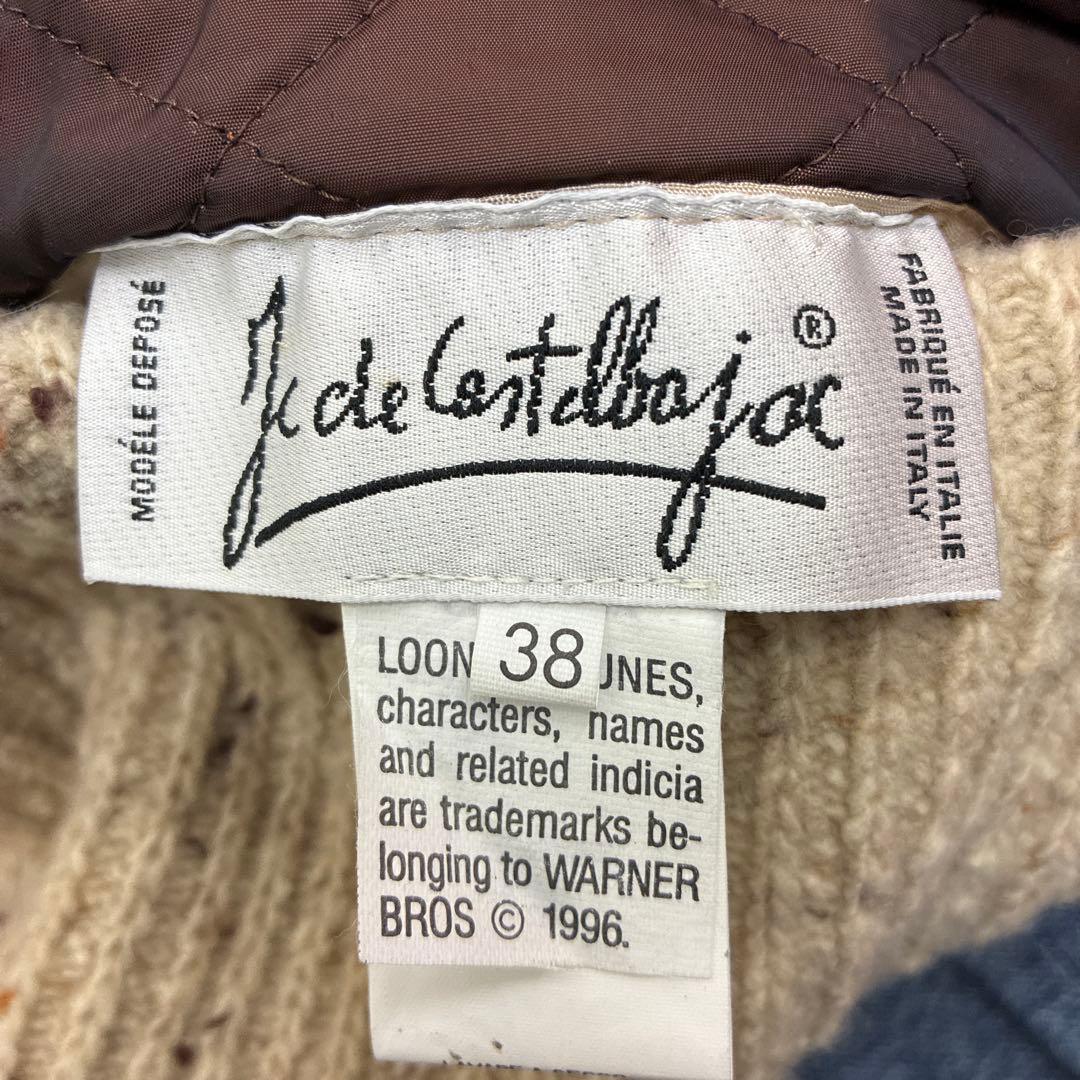 MODÉLE DEPOSÉ
Jc de Castelbajac ®
FABRIQUÉ EN ITALIE
MADE IN ITALY
38
LOON UNES,
characters, names
and related indicia
are trademarks be-
longing to WARNER
BROS © 1996.